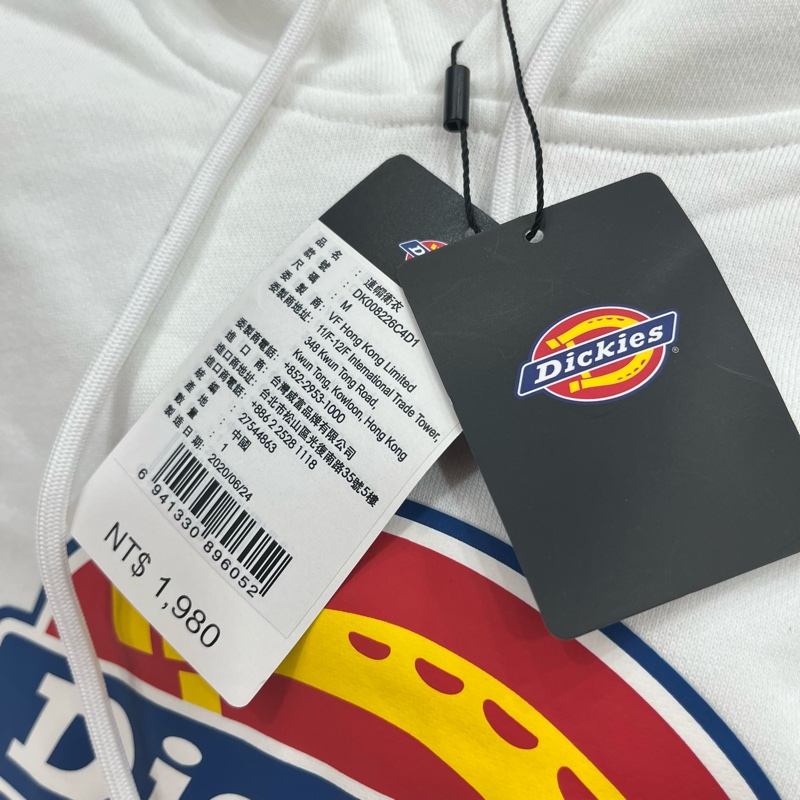 品名 : 連帽衛衣
款號 : DK008226C4D1
尺碼 : M
委製商 : VF Hong Kong Limited
委製商地址: 11/F-12/F International Trade Tower,
348 Kwun Tong Road,
Kwun Tong, Kowloon, Hong Kong
委製商電話: +852-2953-1000
進口商 : 台灣威富品牌有限公司
進口商地址: 台北市松山區光復南路35號5樓
進口商電話: +886 2 2528 1118
統編 : 27544863
產地 : 中國
數量 : 1
製造日期: 2020/06/24
6 941330 896052
NT$ 1,980
Dickies
®
Di